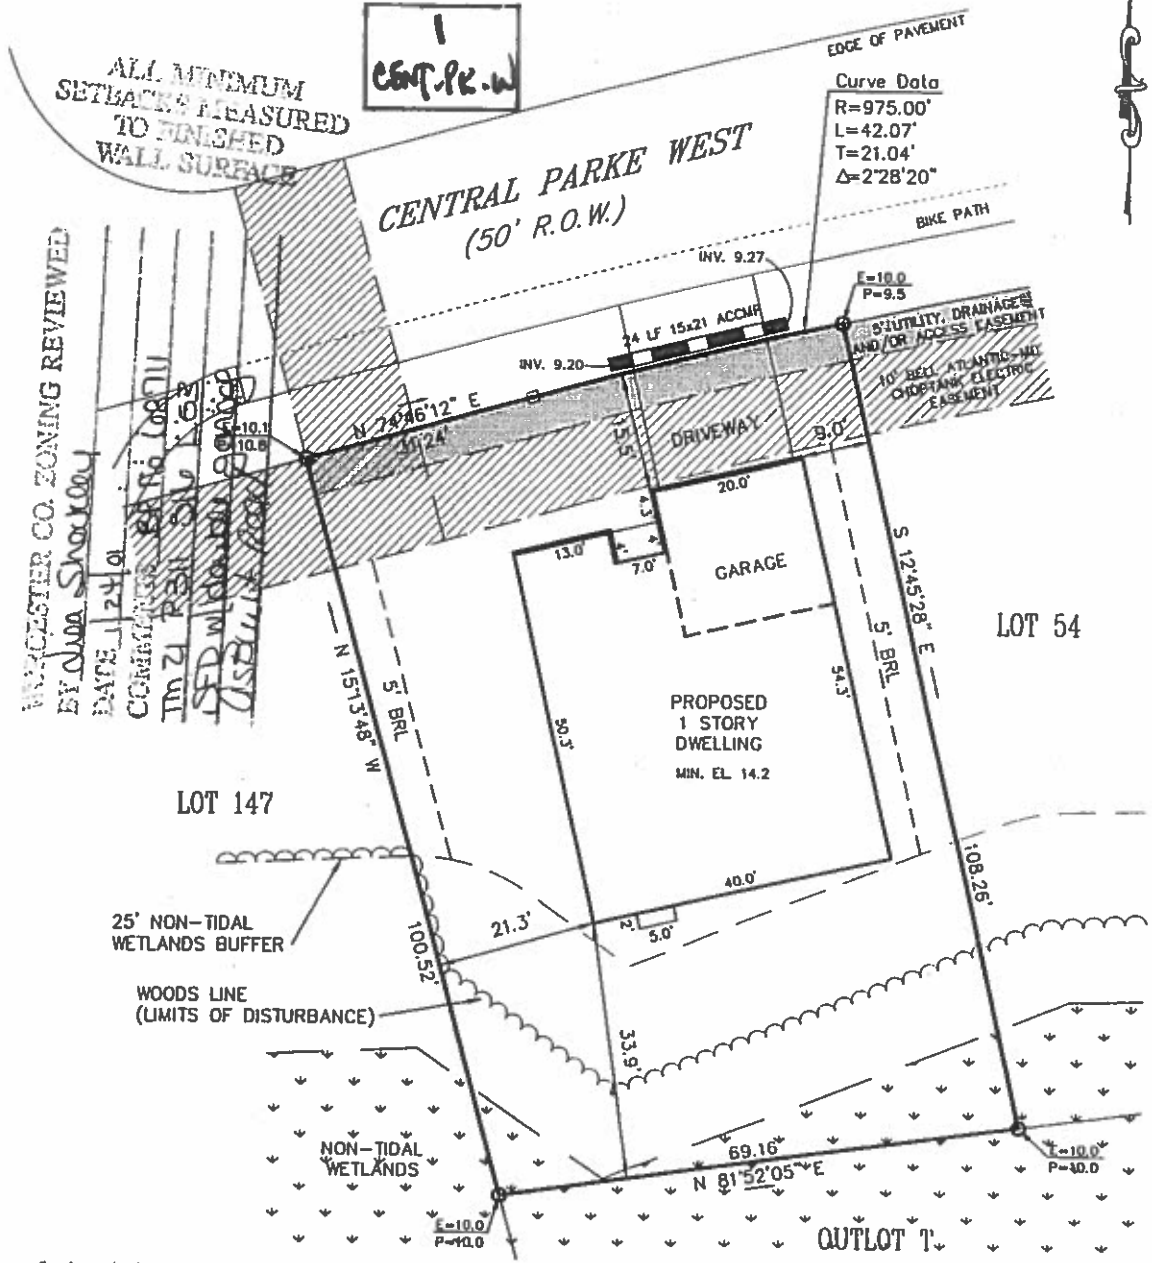 1
CENT. PK. W
ALL MINIMUM
SETBACKS MEASURED
TO FINISHED
WALL SURFACE
EDGE OF PAVEMENT
Curve Data
R=975.00'
L=42.07'
T=21.04'
Δ=2°28'20"
CENTRAL PARKE WEST
(50' R.O.W.)
BIKE PATH
INV. 9.27
E=10.0
P=9.5
24 LF 15x21 ACCMP
INV. 9.20
5' UTILITY, DRAINAGE
AND/OR ACCESS EASEMENT
10' BELL ATLANTIC-MD
CHOPTANK ELECTRIC
EASEMENT
WORCESTER CO. ZONING REVIEWED
BY
DATE 1 24 01
COMMENTS
N 74°46'12" E
31.24'
15.5'
DRIVEWAY
9.0'
20.0'
4.3'
13.0'
4'
4'
7.0'
GARAGE
S 12°45'28" E
LOT 54
N 15°13'48" W
5' BRL
5' BRL
50.3'
54.3'
PROPOSED
1 STORY
DWELLING
MIN. EL. 14.2
LOT 147
108.26'
40.0'
2'
5.0'
21.3'
100.52'
25' NON-TIDAL
WETLANDS BUFFER
WOODS LINE
(LIMITS OF DISTURBANCE)
33.9'
NON-TIDAL
WETLANDS
69.16'
N 81°52'05" E
E=10.0
P=10.0
E=10.0
P=10.0
OUTLOT T